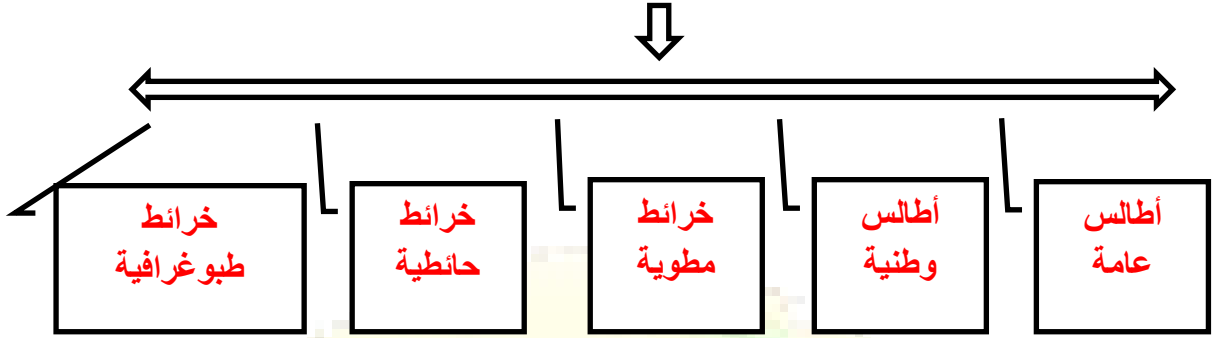 أطالس
عامة
أطالس
وطنية
خرائط
مطوية
خرائط
حائطية
خرائط
طبوغرافية